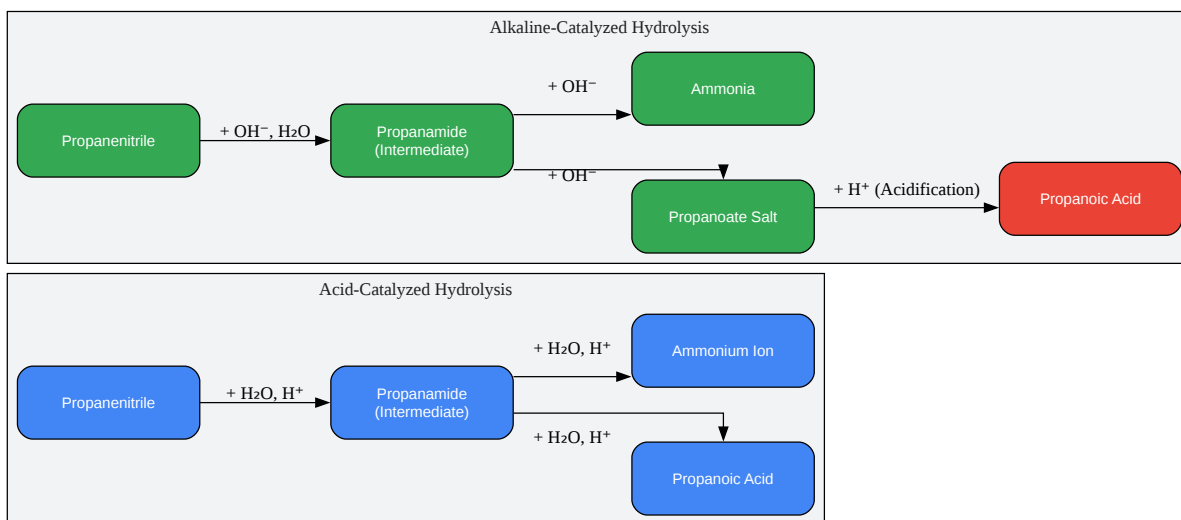 Alkaline-Catalyzed Hydrolysis
+ OH⁻
Ammonia
Propanenitrile
+ OH⁻, H₂O
Propanamide
(Intermediate)
+ OH⁻
Propanoate Salt
+ H⁺ (Acidification)
Propanoic Acid
Acid-Catalyzed Hydrolysis
+ H₂O, H⁺
Ammonium Ion
Propanenitrile
+ H₂O, H⁺
Propanamide
(Intermediate)
+ H₂O, H⁺
Propanoic Acid